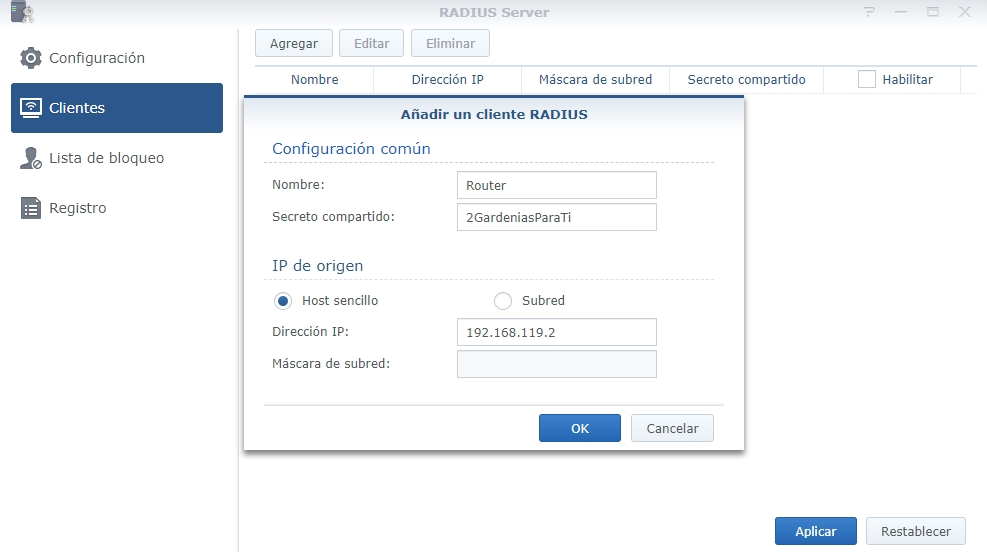 RADIUS Server
Configuración
Clientes
Lista de bloqueo
Registro
Agregar Editar Eliminar
Nombre Dirección IP Máscara de subred Secreto compartido Habilitar
Añadir un cliente RADIUS
Configuración común
Nombre: Router
Secreto compartido: 2GardeniasParaTi
IP de origen
Host sencillo Subred
Dirección IP: 192.168.119.2
Máscara de subred:
OK Cancelar
Aplicar Restablecer